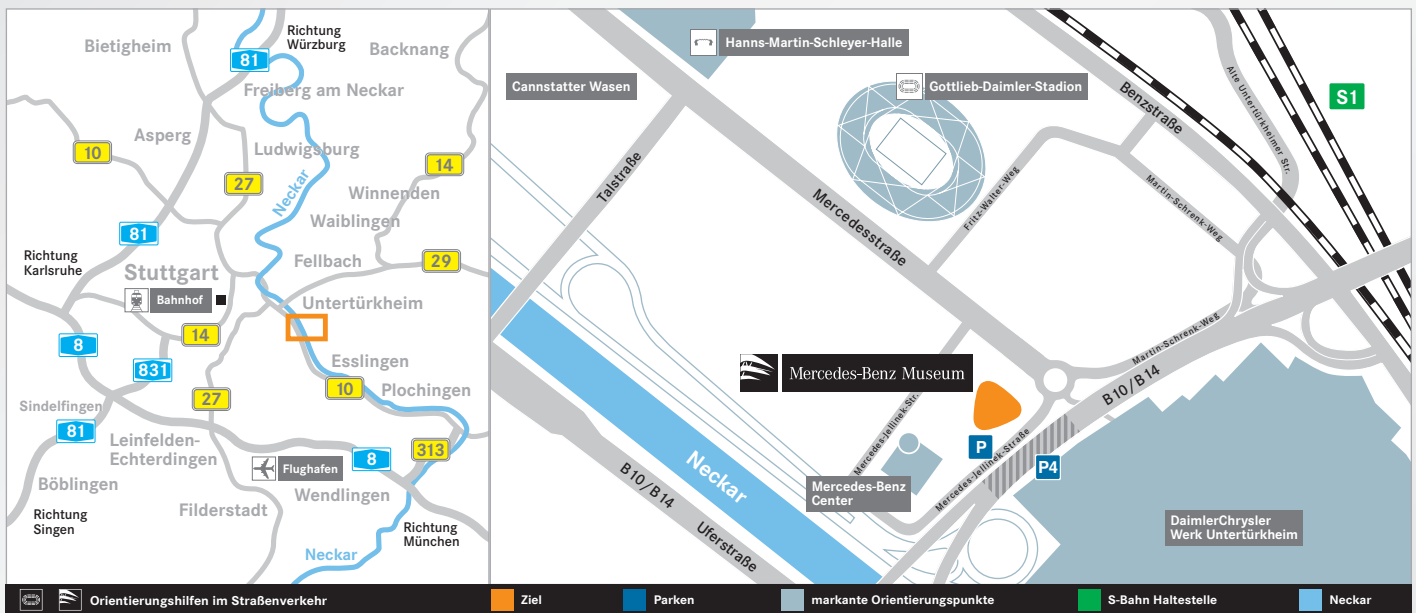 Richtung
Würzburg
Bietigheim
Backnang
81
Freiberg am Neckar
Asperg
10
Ludwigsburg
14
27
Winnenden
Neckar
Waiblingen
81
Richtung
Karlsruhe
Fellbach
29
Stuttgart
Bahnhof
Untertürkheim
14
8
831
Esslingen
10
Plochingen
27
Sindelfingen
81
Leinfelden-
Echterdingen
313
Flughafen
8
Böblingen
Wendlingen
Filderstadt
Richtung
Singen
Richtung
München
Neckar
Hanns-Martin-Schleyer-Halle
Cannstatter Wasen
Gottlieb-Daimler-Stadion
Benzstraße
Alte Untertürkheimer Str.
S1
Talstraße
Mercedesstraße
Fritz-Walter-Weg
Martin-Schrenk-Weg
Martin-Schrenk-Weg
Mercedes-Benz Museum
B10/B14
Mercedes-Jellinek-Str.
P
P4
Mercedes-Jellinek-Straße
Mercedes-Benz
Center
Neckar
B10/B14
Uferstraße
DaimlerChrysler
Werk Untertürkheim
Orientierungshilfen im Straßenverkehr
Ziel
Parken
markante Orientierungspunkte
S-Bahn Haltestelle
Neckar